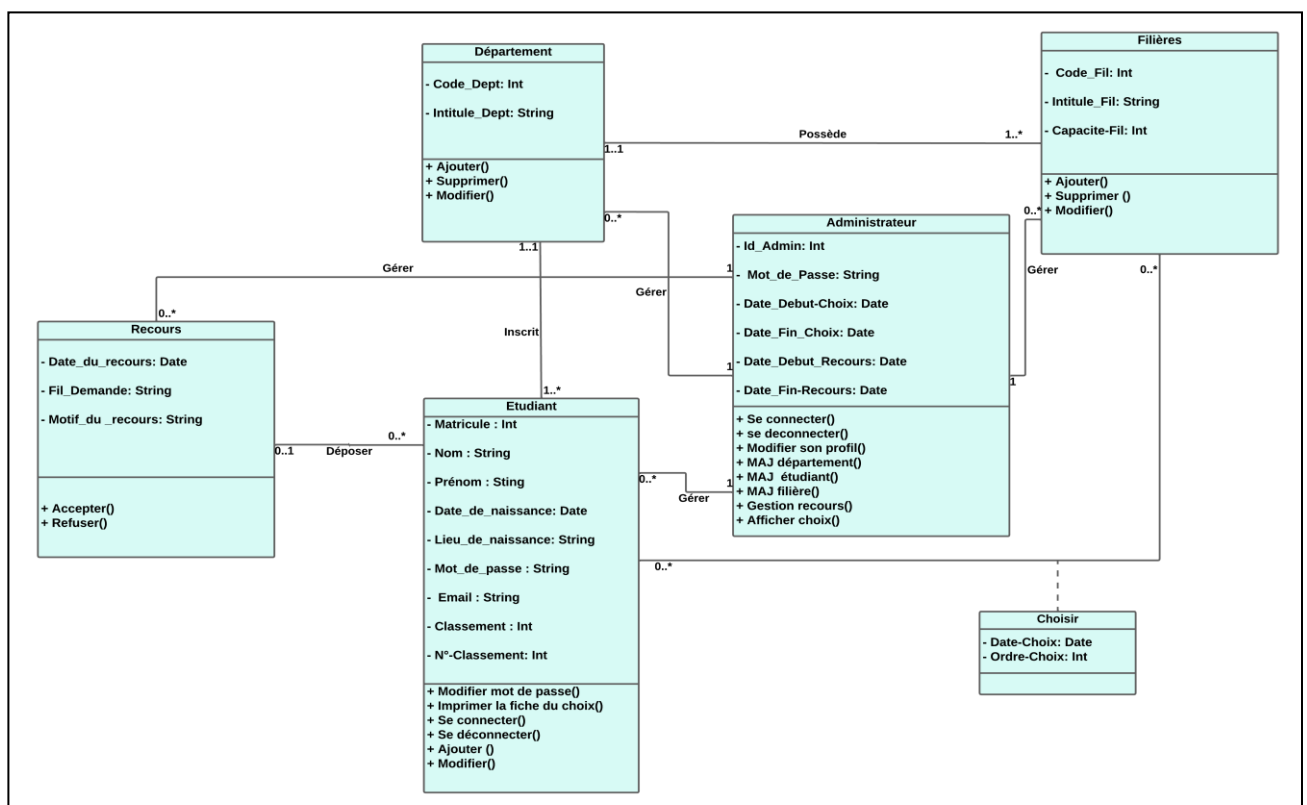 Département
- Code_Dept: Int
- Intitule_Dept: String
+ Ajouter()
+ Supprimer()
+ Modifier()
Filières
- Code_Fil: Int
- Intitule_Fil: String
- Capacite-Fil: Int
+ Ajouter()
+ Supprimer ()
+ Modifier()
Possède
1..1
1..*
0..*
0..*
1..1
Administrateur
- Id_Admin: Int
- Mot_de_Passe: String
- Date_Debut-Choix: Date
- Date_Fin_Choix: Date
- Date_Debut_Recours: Date
- Date_Fin-Recours: Date
+ Se connecter()
+ se deconnecter()
+ Modifier son profil()
+ MAJ département()
+ MAJ étudiant()
+ MAJ filière()
+ Gestion recours()
+ Afficher choix()
Gérer
1
Gérer
0..*
Gérer
0..*
Inscrit
1
1
1..*
Recours
- Date_du_recours: Date
- Fil_Demande: String
- Motif_du _recours: String
+ Accepter()
+ Refuser()
0..1
Déposer
0..*
Etudiant
- Matricule : Int
- Nom : String
- Prénom : Sting
- Date_de_naissance: Date
- Lieu_de_naissance: String
- Mot_de_passe : String
- Email : String
- Classement : Int
- N°-Classement: Int
+ Modifier mot de passe()
+ Imprimer la fiche du choix()
+ Se connecter()
+ Se déconnecter()
+ Ajouter ()
+ Modifier()
0..*
Gérer
1
0..*
Choisir
- Date-Choix: Date
- Ordre-Choix: Int